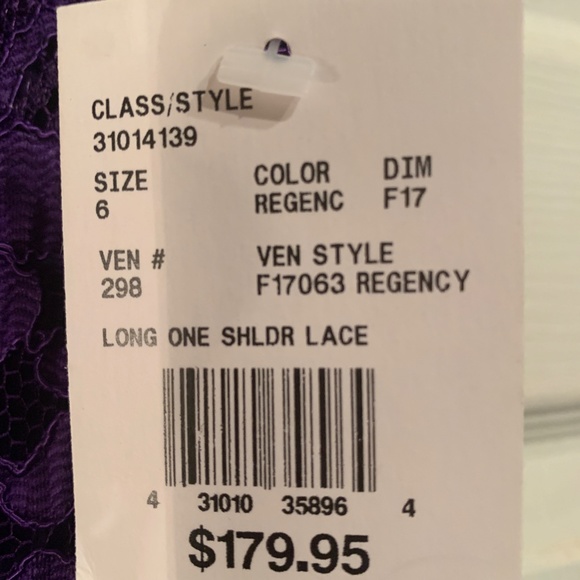 CLASS/STYLE
31014139
SIZE COLOR DIM
6 REGENC F17
VEN # VEN STYLE
298 F17063 REGENCY
LONG ONE SHLDR LACE
4 31010 35896 4
$179.95